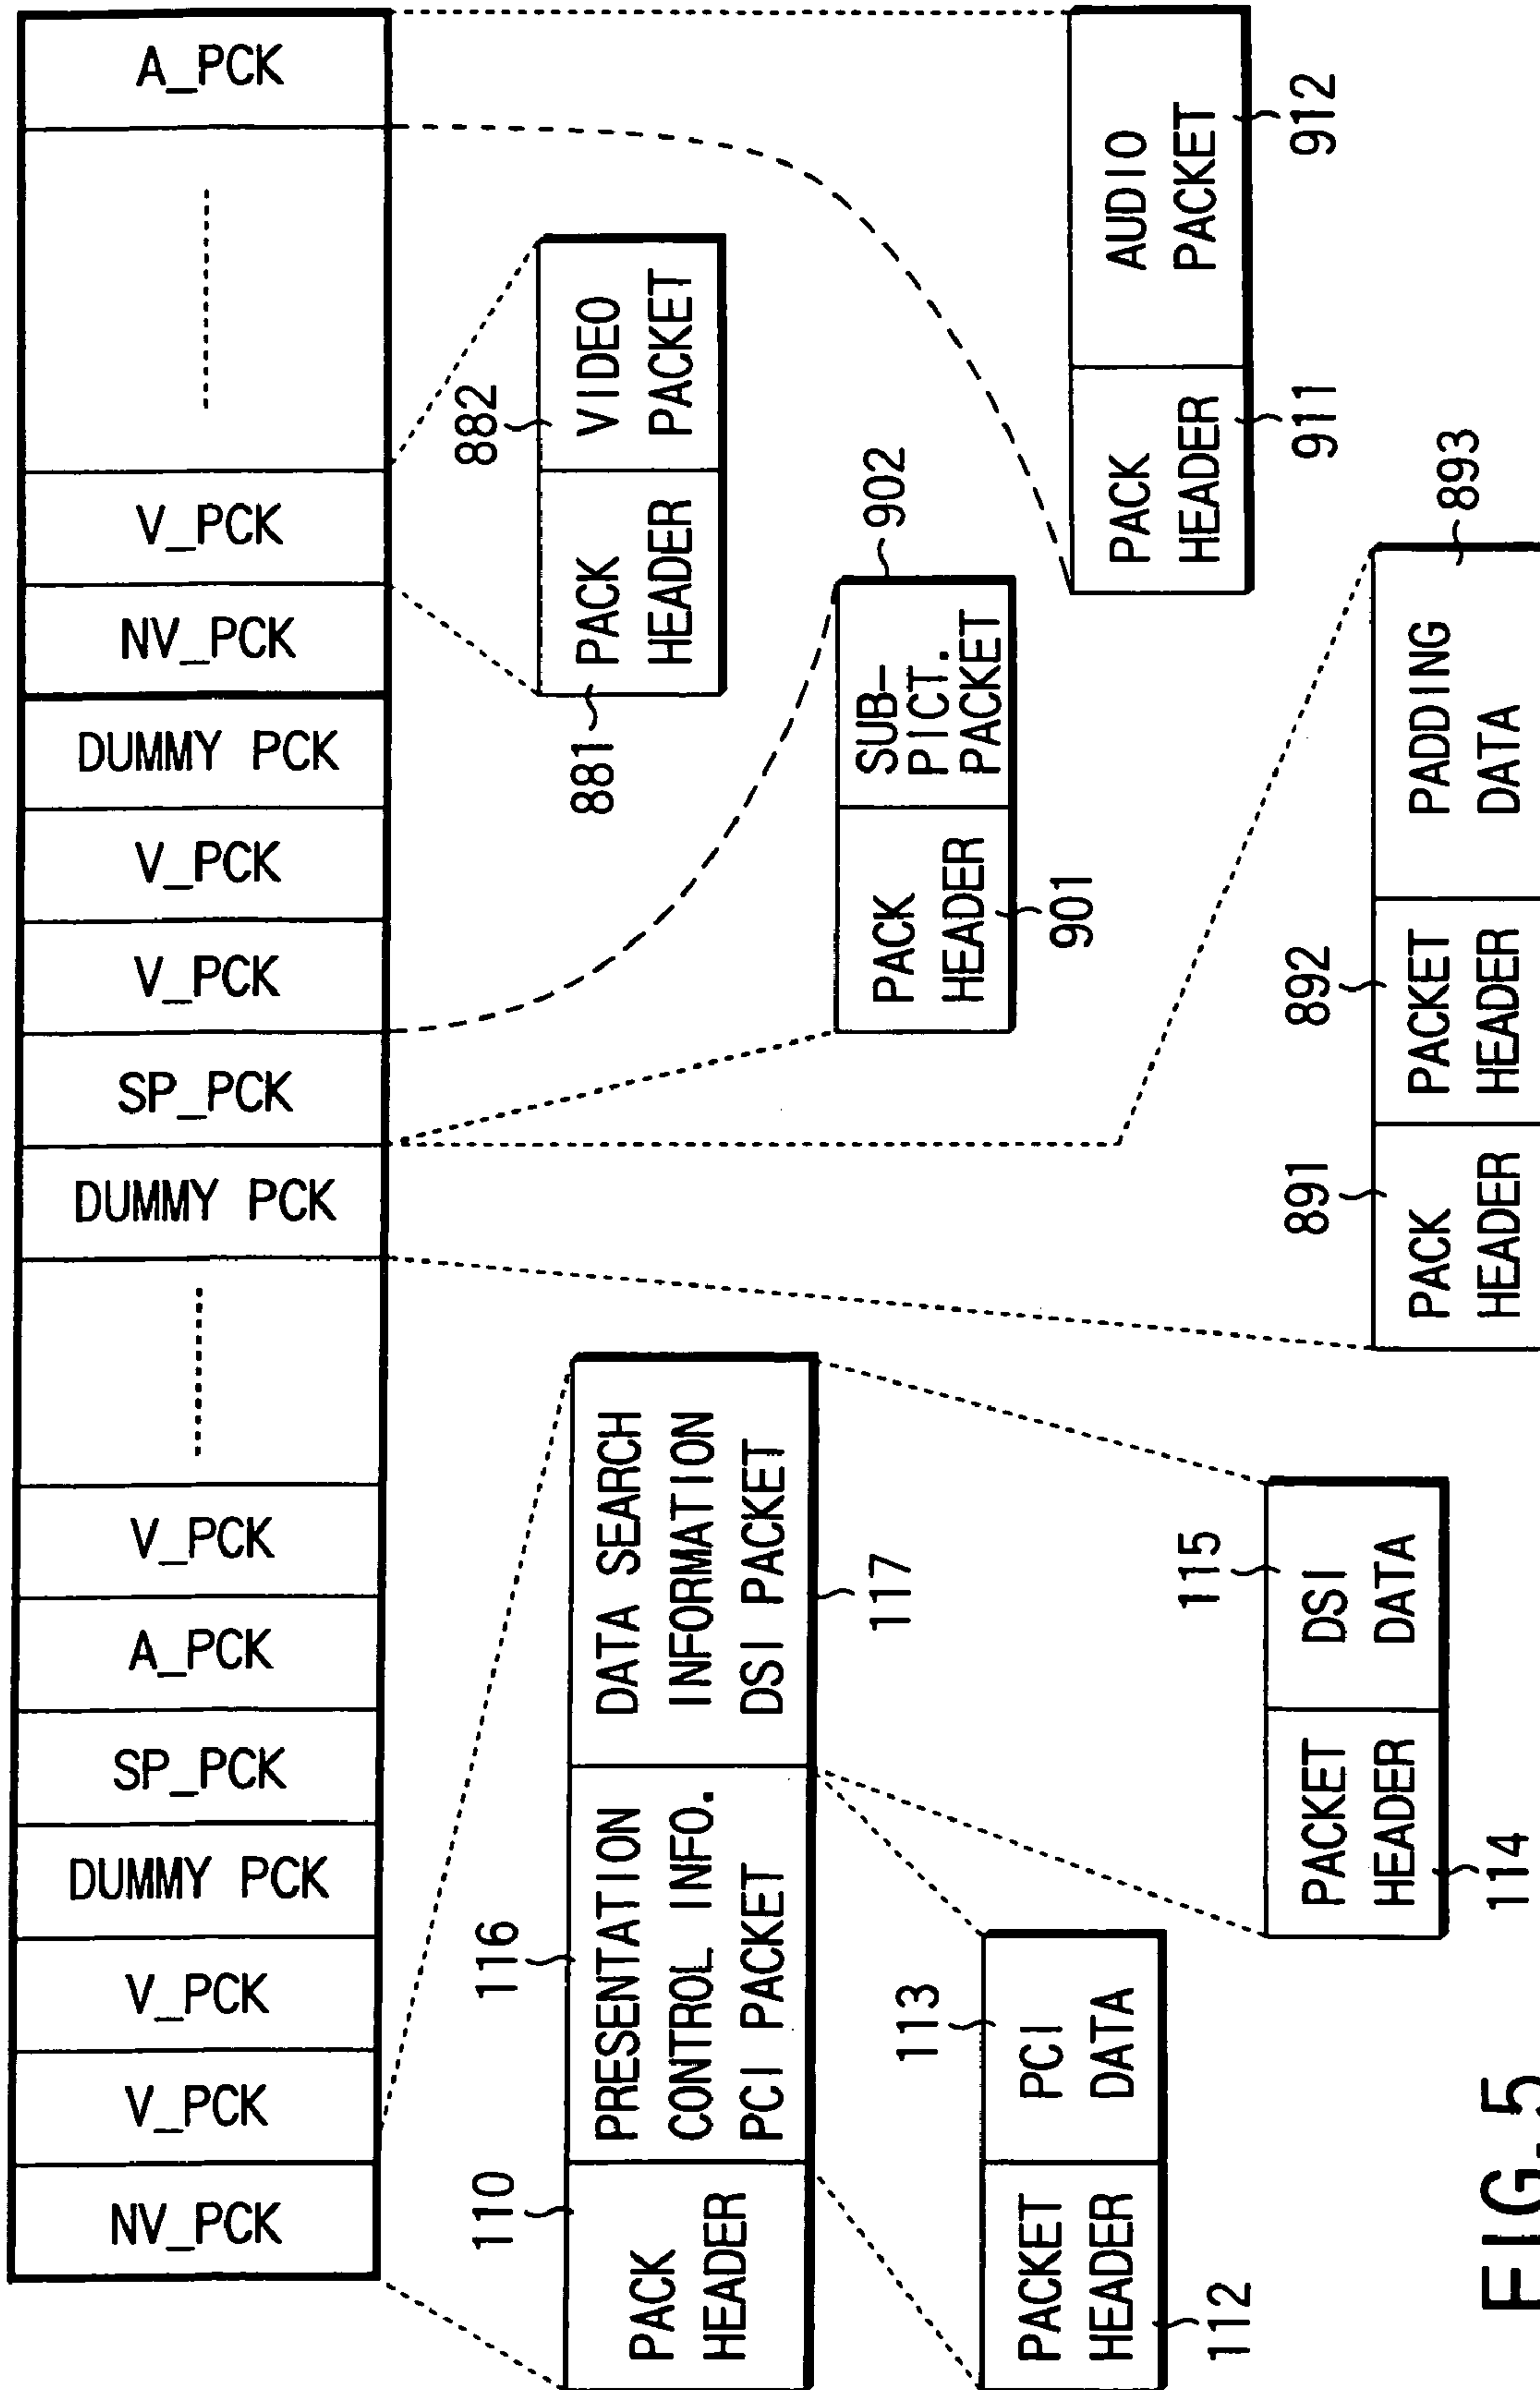 NV_PCK
V_PCK
V_PCK
DUMMY PCK
SP_PCK
A_PCK
V_PCK
DUMMY PCK
SP_PCK
V_PCK
V_PCK
DUMMY PCK
NV_PCK
V_PCK
A_PCK
110
PACK
HEADER
116
PRESENTATION
CONTROL INFO.
PCI PACKET
DATA SEARCH
INFORMATION
DSI PACKET
117
881
PACK
HEADER
882
VIDEO
PACKET
PACK
HEADER
901
SUB-
PICT.
PACKET
902
112
PACKET
HEADER
113
PCI
DATA
PACK
HEADER
911
AUDIO
PACKET
912
PACKET
HEADER
114
115
DSI
DATA
891
PACK
HEADER
892
PACKET
HEADER
PADDING
DATA
893
FIG.5